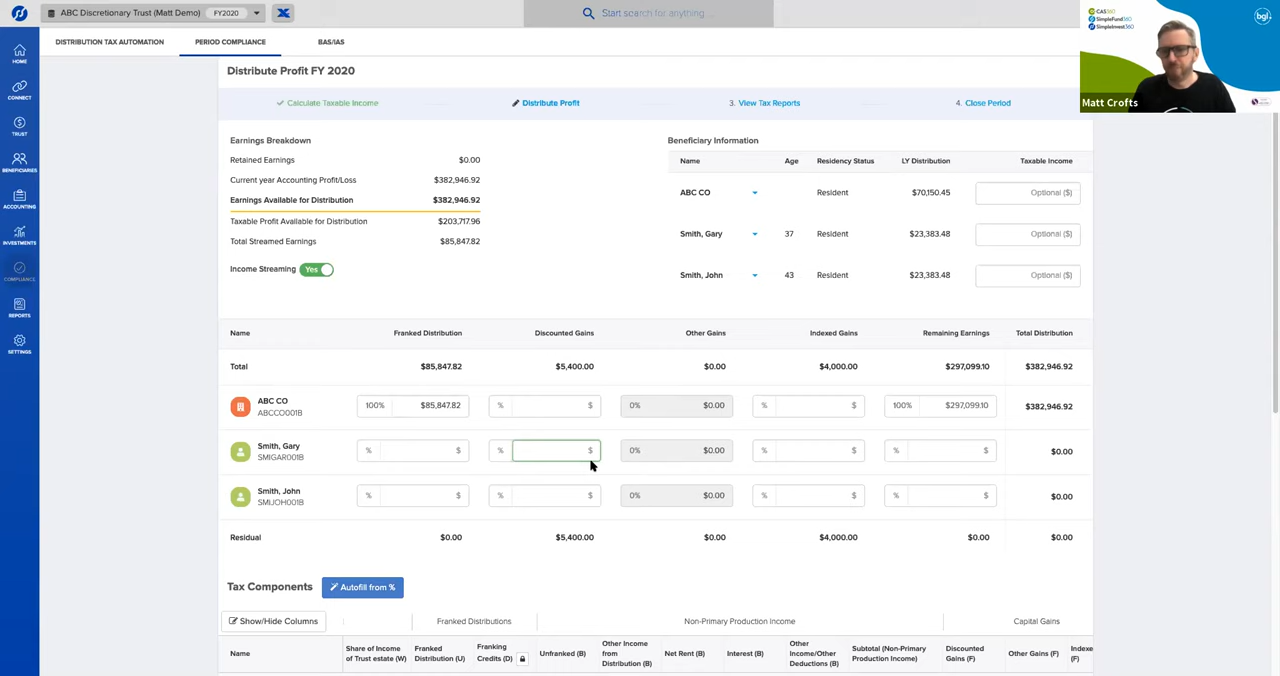 ABC Discretionary Trust (Matt Demo) FY2020
Start search for anything...
CAS360
SimpleFund360
SimpleInvest360
bgl
Matt Crofts
HOME
CONNECT
TRUST
BENEFICIARIES
ACCOUNTING
INVESTMENTS
COMPLIANCE
REPORTS
SETTINGS
DISTRIBUTION TAX AUTOMATION PERIOD COMPLIANCE BAS/IAS
Distribute Profit FY 2020
Calculate Taxable Income Distribute Profit 3. View Tax Reports 4. Close Period
Earnings Breakdown
Retained Earnings $0.00
Current year Accounting Profit/Loss $382,946.92
Earnings Available for Distribution $382,946.92
Taxable Profit Available for Distribution $203,717.96
Total Streamed Earnings $85,847.82
Income Streaming Yes
Beneficiary Information
Name Age Residency Status LY Distribution Taxable Income
ABC CO Resident $70,150.45 Optional ($)
Smith, Gary 37 Resident $23,383.48 Optional ($)
Smith, John 43 Resident $23,383.48 Optional ($)
Name Franked Distribution Discounted Gains Other Gains Indexed Gains Remaining Earnings Total Distribution
Total $85,847.82 $5,400.00 $0.00 $4,000.00 $297,099.10 $382,946.92
ABC CO 100% $85,847.82 % $ 0% $0.00 % $ 100% $297,099.10 $382,946.92
ABCCO001B
Smith, Gary % $ % $ 0% $0.00 % $ % $ $0.00
SMIGAR001B
Smith, John % $ % $ 0% $0.00 % $ % $ $0.00
SMIJOH001B
Residual $0.00 $5,400.00 $0.00 $4,000.00 $0.00 $0.00
Tax Components Autofill from %
Show/Hide Columns Franked Distributions Non-Primary Production Income Capital Gains
Name
Share of Income
of Trust estate (W)
Franked
Distribution (U)
Franking
Credits (D)
Unfranked (B)
Other Income
from
Distribution (B)
Net Rent (B)
Interest (B)
Other
Income/Other
Deductions (B)
Subtotal (Non-Primary
Production Income)
Discounted
Gains (F)
Other Gains (F)
Indexe
(F)